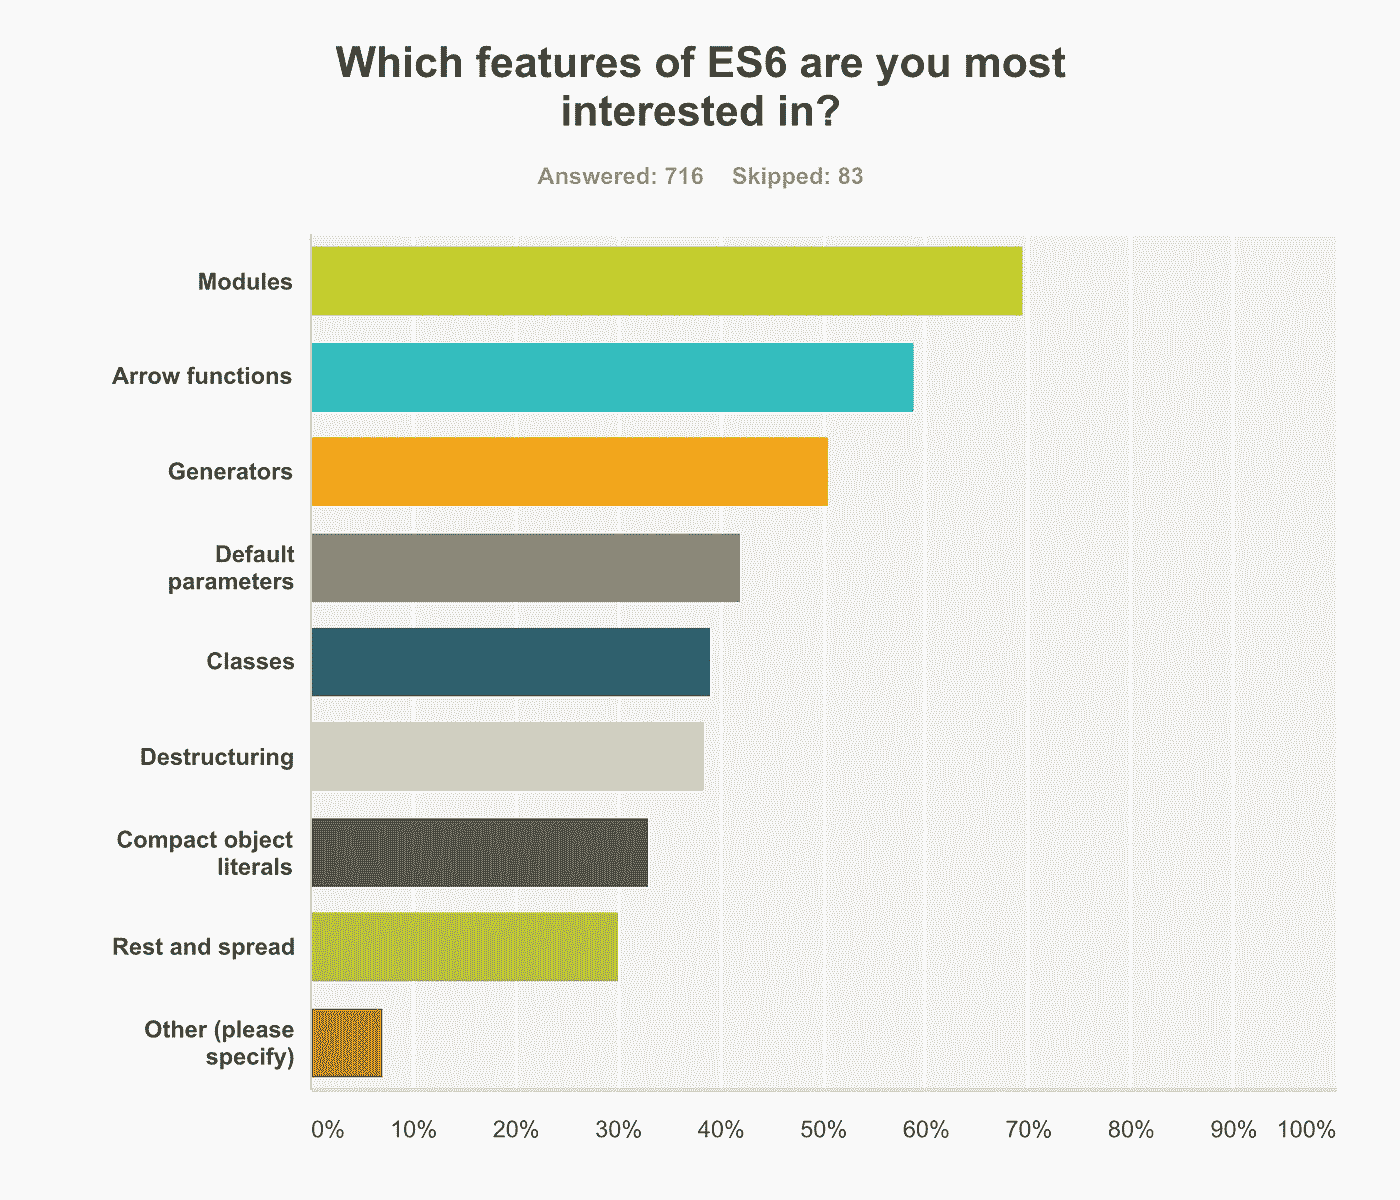 Which features of ES6 are you most
interested in?
Answered: 716 Skipped: 83
Modules
Arrow functions
Generators
Default
parameters
Classes
Destructuring
Compact object
literals
Rest and spread
Other (please
specify)
0% 10% 20% 30% 40% 50% 60% 70% 80% 90% 100%